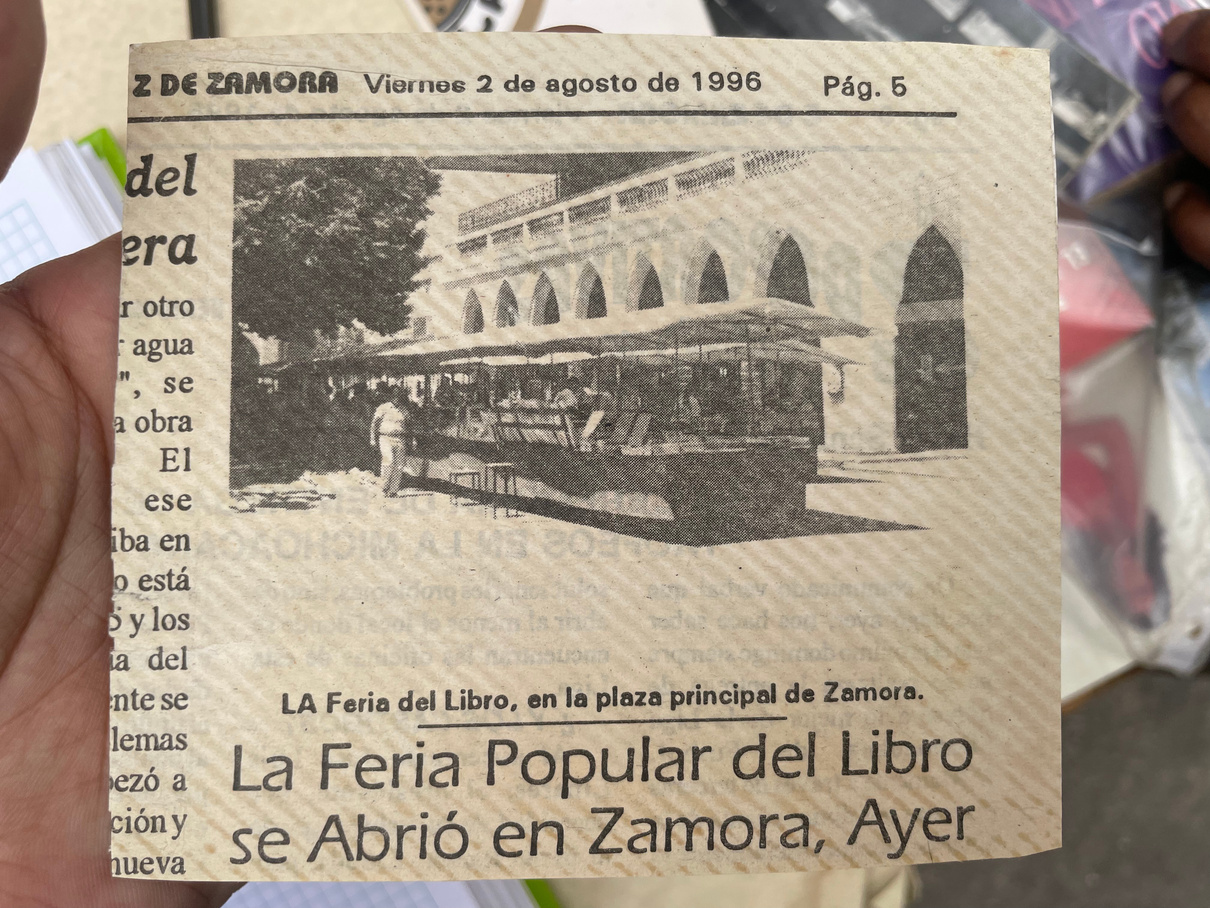 Z DE ZAMORA Viernes 2 de agosto de 1996 Pág. 5
del
era
r otro
agua
", se
a obra
El
ese
iba en
o está
ó y los
ia del
ente se
lemas
pezó a
ción y
nueva
LA Feria del Libro, en la plaza principal de Zamora.
La Feria Popular del Libro
se Abrió en Zamora, Ayer